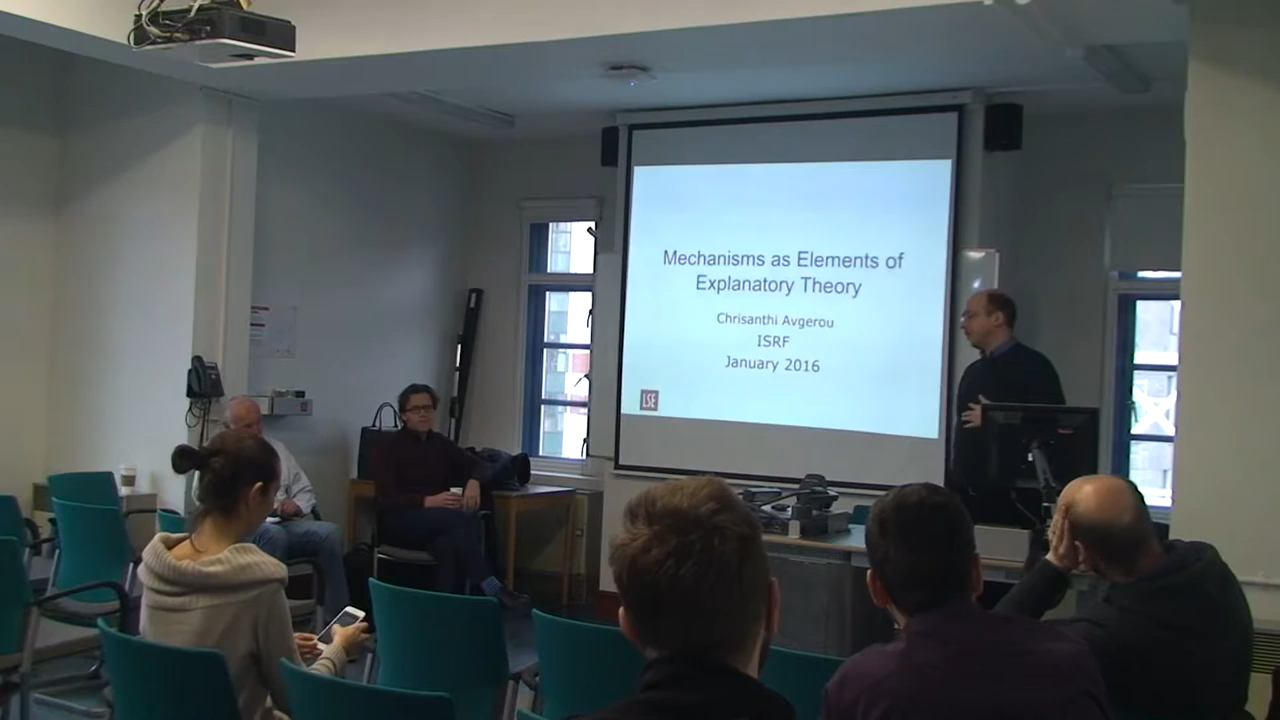 Mechanisms as Elements of
Explanatory Theory
Chrisanthi Avgerou
ISRF
January 2016
LSE